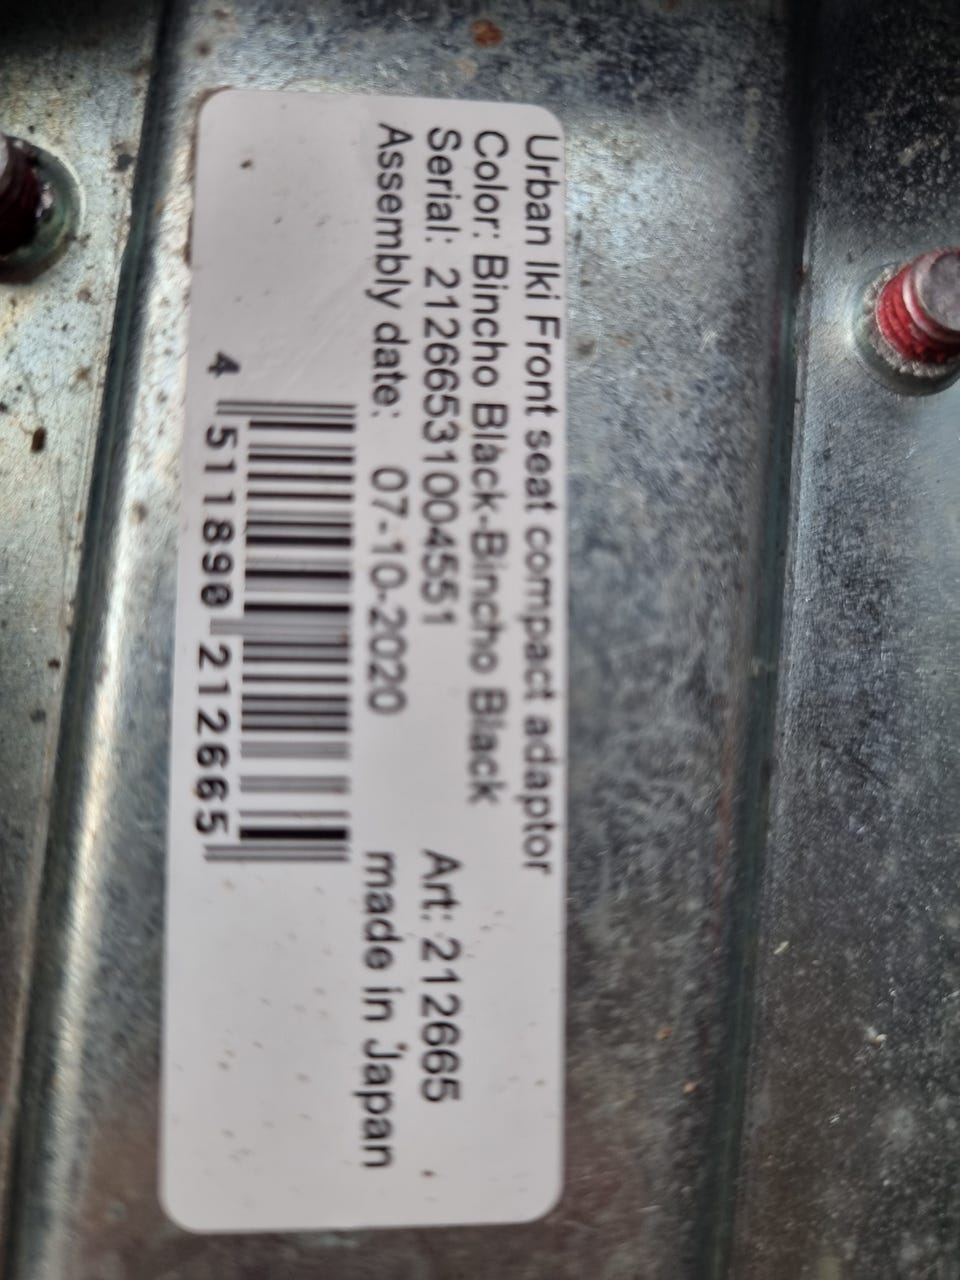 Urban Iki Front seat compact adaptor
Color: Bincho Black-Bincho Black
Serial: 21266531004551 Art: 212665
Assembly date: 07-10-2020 made in Japan
4 511890 212665